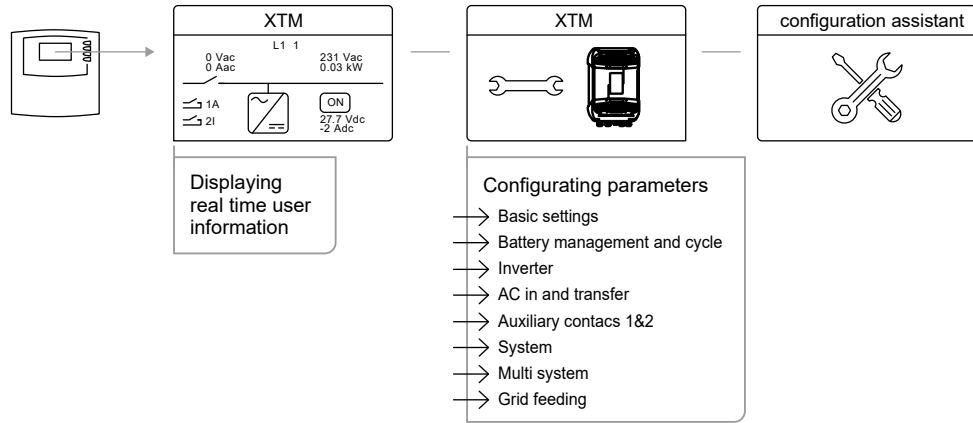 XTM
L1 1
0 Vac
0 Aac
231 Vac
0.03 kW
1A
2I
ON
27.7 Vdc
-2 Adc
Displaying
real time user
information
XTM
Configurating parameters
Basic settings
Battery management and cycle
Inverter
AC in and transfer
Auxiliary contacs 1&2
System
Multi system
Grid feeding
configuration assistant